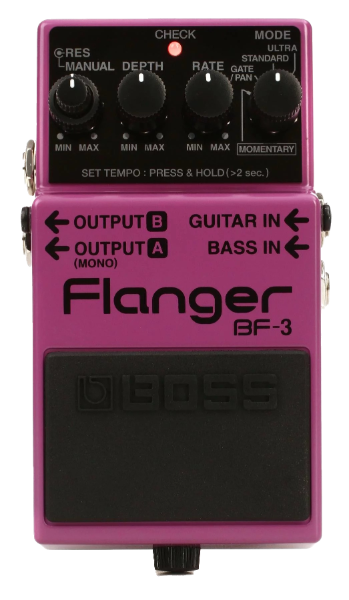 CHECK
RES
MANUAL DEPTH RATE MODE
ULTRA
STANDARD
GATE
/PAN
MIN MAX MIN MAX MIN MAX MOMENTARY
SET TEMPO : PRESS & HOLD (>2 sec.)
OUTPUT B GUITAR IN
OUTPUT A BASS IN
(MONO)
Flanger
BF-3
BOSS